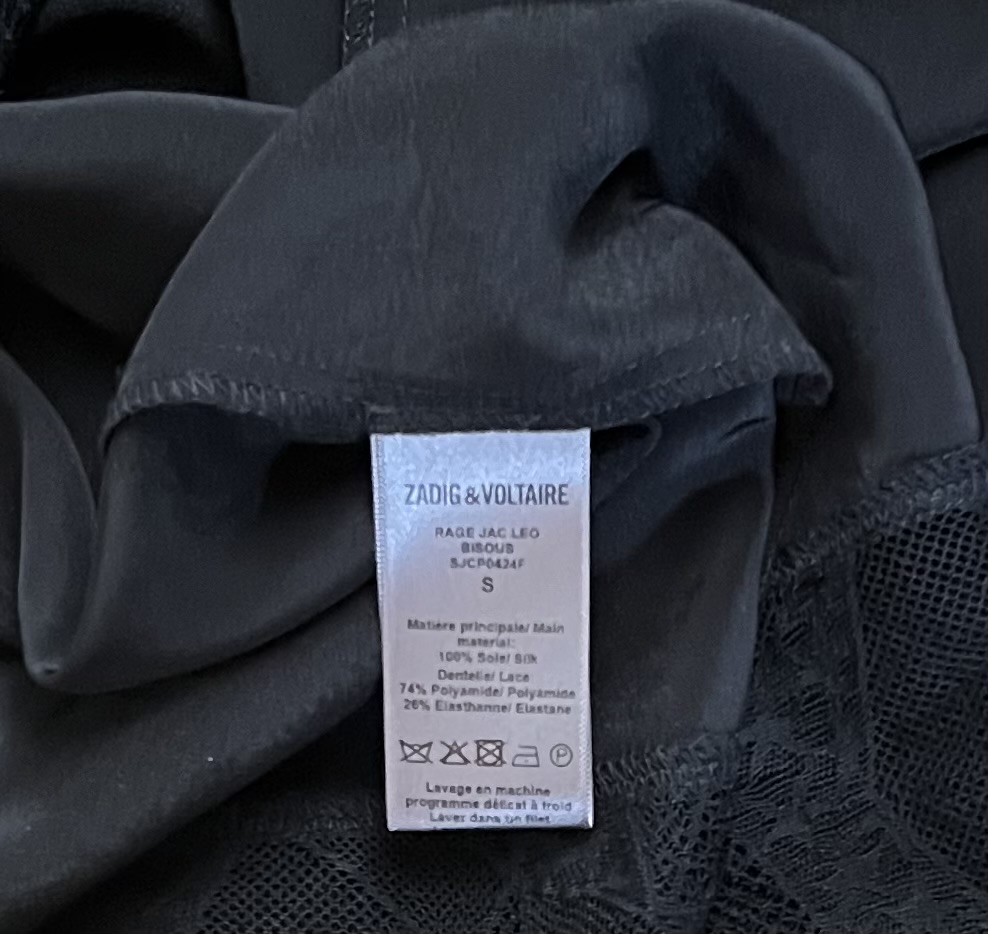 ZADIG&VOLTAIRE
RAGE JAC LEO
BISOUS
SJCP0424F
S
Matière principale/ Main
material:
100% Soie/ Silk
Dentelle/ Lace
74% Polyamide/ Polyamide
26% Elasthanne/ Elastane
P
Lavage en machine
programme délicat à froid
Laver dans un filet